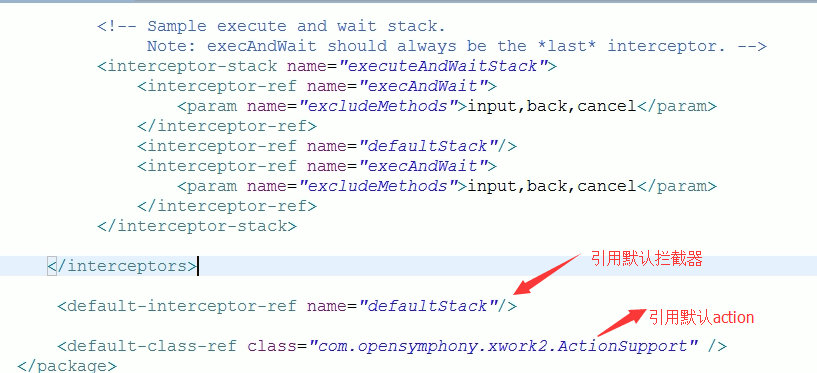 <!-- Sample execute and wait stack.
Note: execAndWait should always be the *last* interceptor. -->
<interceptor-stack name="executeAndWaitStack">
<interceptor-ref name="execAndWait">
<param name="excludeMethods">input,back,cancel</param>
</interceptor-ref>
<interceptor-ref name="defaultStack"/>
<interceptor-ref name="execAndWait">
<param name="excludeMethods">input,back,cancel</param>
</interceptor-ref>
</interceptor-stack>
</interceptors>
引用默认拦截器
<default-interceptor-ref name="defaultStack"/>
引用默认action
<default-class-ref class="com.opensymphony.xwork2.ActionSupport" />
</package>